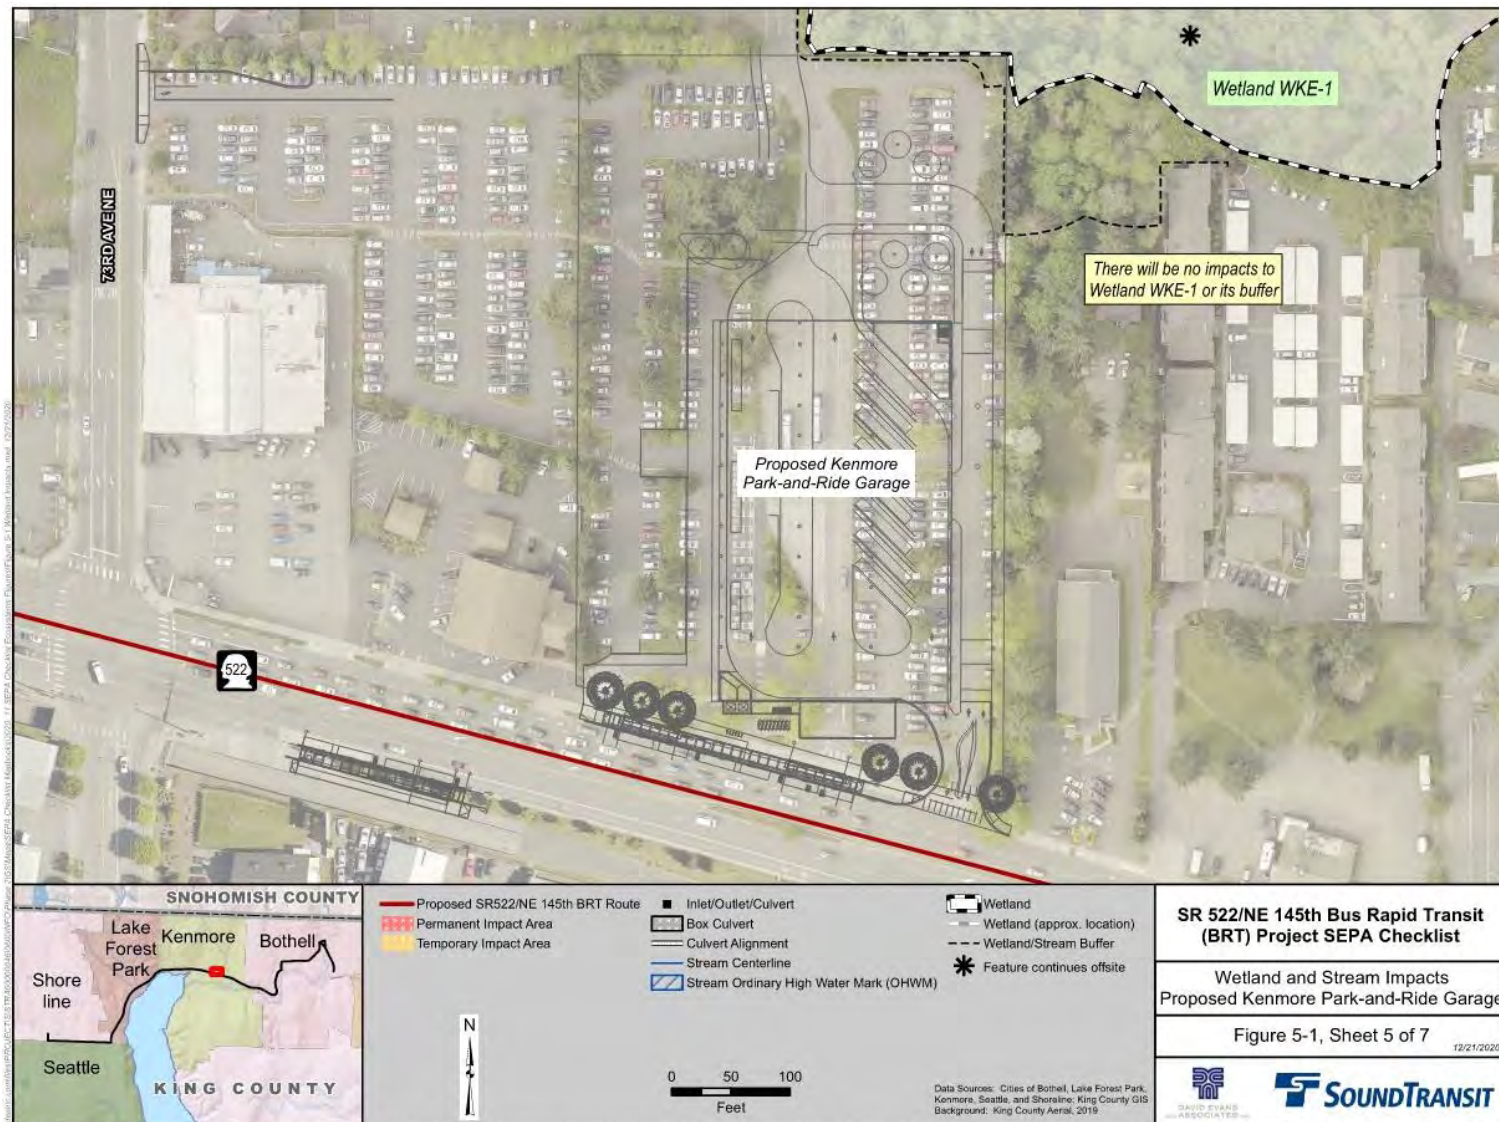 Wetland WKE-1
73RD AVE NE
There will be no impacts to
Wetland WKE-1 or its buffer
Proposed Kenmore
Park-and-Ride Garage
522
SNOHOMISH COUNTY
Lake
Forest
Park
Kenmore
Bothell
Shore
line
Seattle
KING COUNTY
Proposed SR522/NE 145th BRT Route
Permanent Impact Area
Temporary Impact Area
Inlet/Outlet/Culvert
Box Culvert
Culvert Alignment
Stream Centerline
Stream Ordinary High Water Mark (OHWM)
Wetland
Wetland (approx. location)
Wetland/Stream Buffer
Feature continues offsite
N
0 50 100
Feet
Data Sources: Cities of Bothell, Lake Forest Park,
Kenmore, Seattle, and Shoreline; King County GIS
Background: King County Aerial, 2019
SR 522/NE 145th Bus Rapid Transit
(BRT) Project SEPA Checklist
Wetland and Stream Impacts
Proposed Kenmore Park-and-Ride Garage
Figure 5-1, Sheet 5 of 7
12/21/2020
DAVID EVANS
AND ASSOCIATES INC.
SOUNDTRANSIT